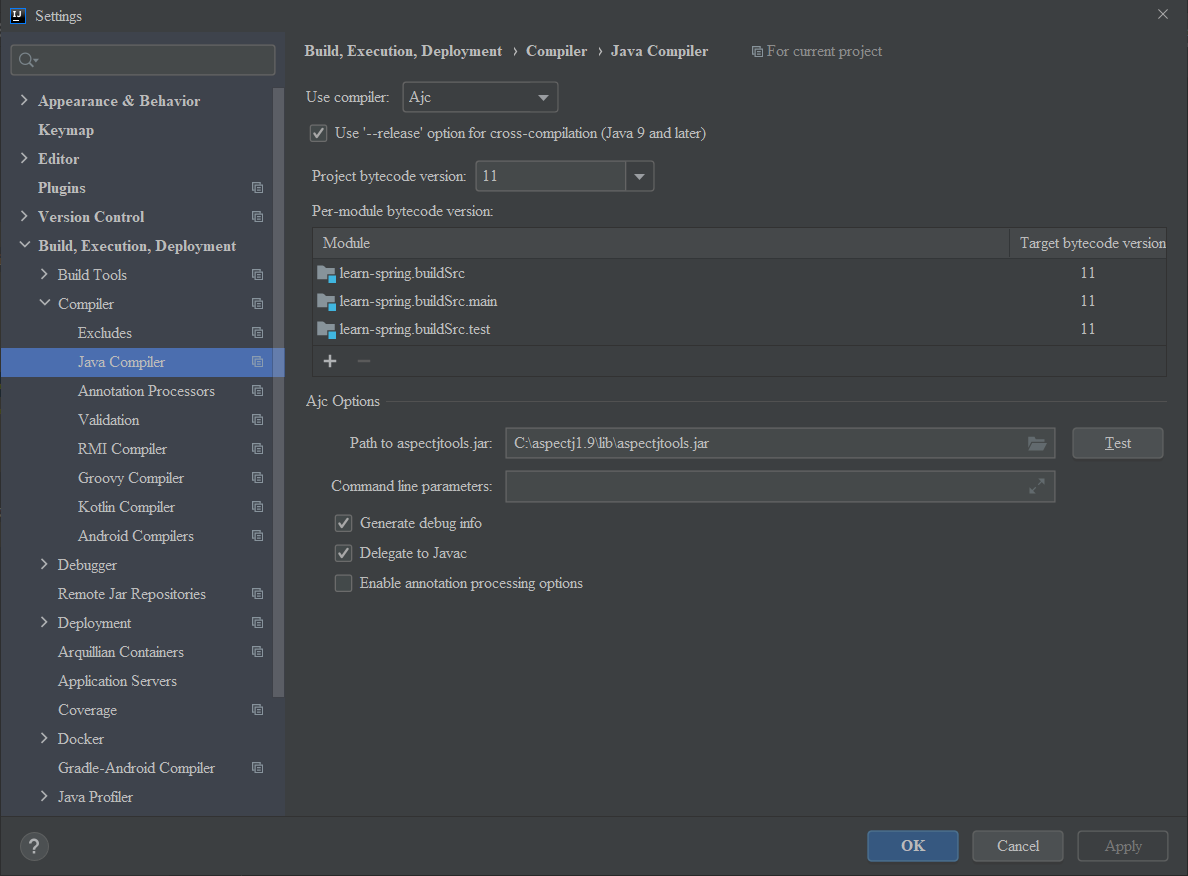 Settings
Appearance & Behavior
Keymap
Editor
Plugins
Version Control
Build, Execution, Deployment
Build Tools
Compiler
Excludes
Java Compiler
Annotation Processors
Validation
RMI Compiler
Groovy Compiler
Kotlin Compiler
Android Compilers
Debugger
Remote Jar Repositories
Deployment
Arquillian Containers
Application Servers
Coverage
Docker
Gradle-Android Compiler
Java Profiler
Build, Execution, Deployment › Compiler › Java Compiler For current project
Use compiler: Ajc
Use '--release' option for cross-compilation (Java 9 and later)
Project bytecode version: 11
Per-module bytecode version:
Module Target bytecode version
learn-spring.buildSrc 11
learn-spring.buildSrc.main 11
learn-spring.buildSrc.test 11
Ajc Options
Path to aspectjtools.jar: C:\aspectj1.9\lib\aspectjtools.jar Test
Command line parameters:
Generate debug info
Delegate to Javac
Enable annotation processing options
? OK Cancel Apply